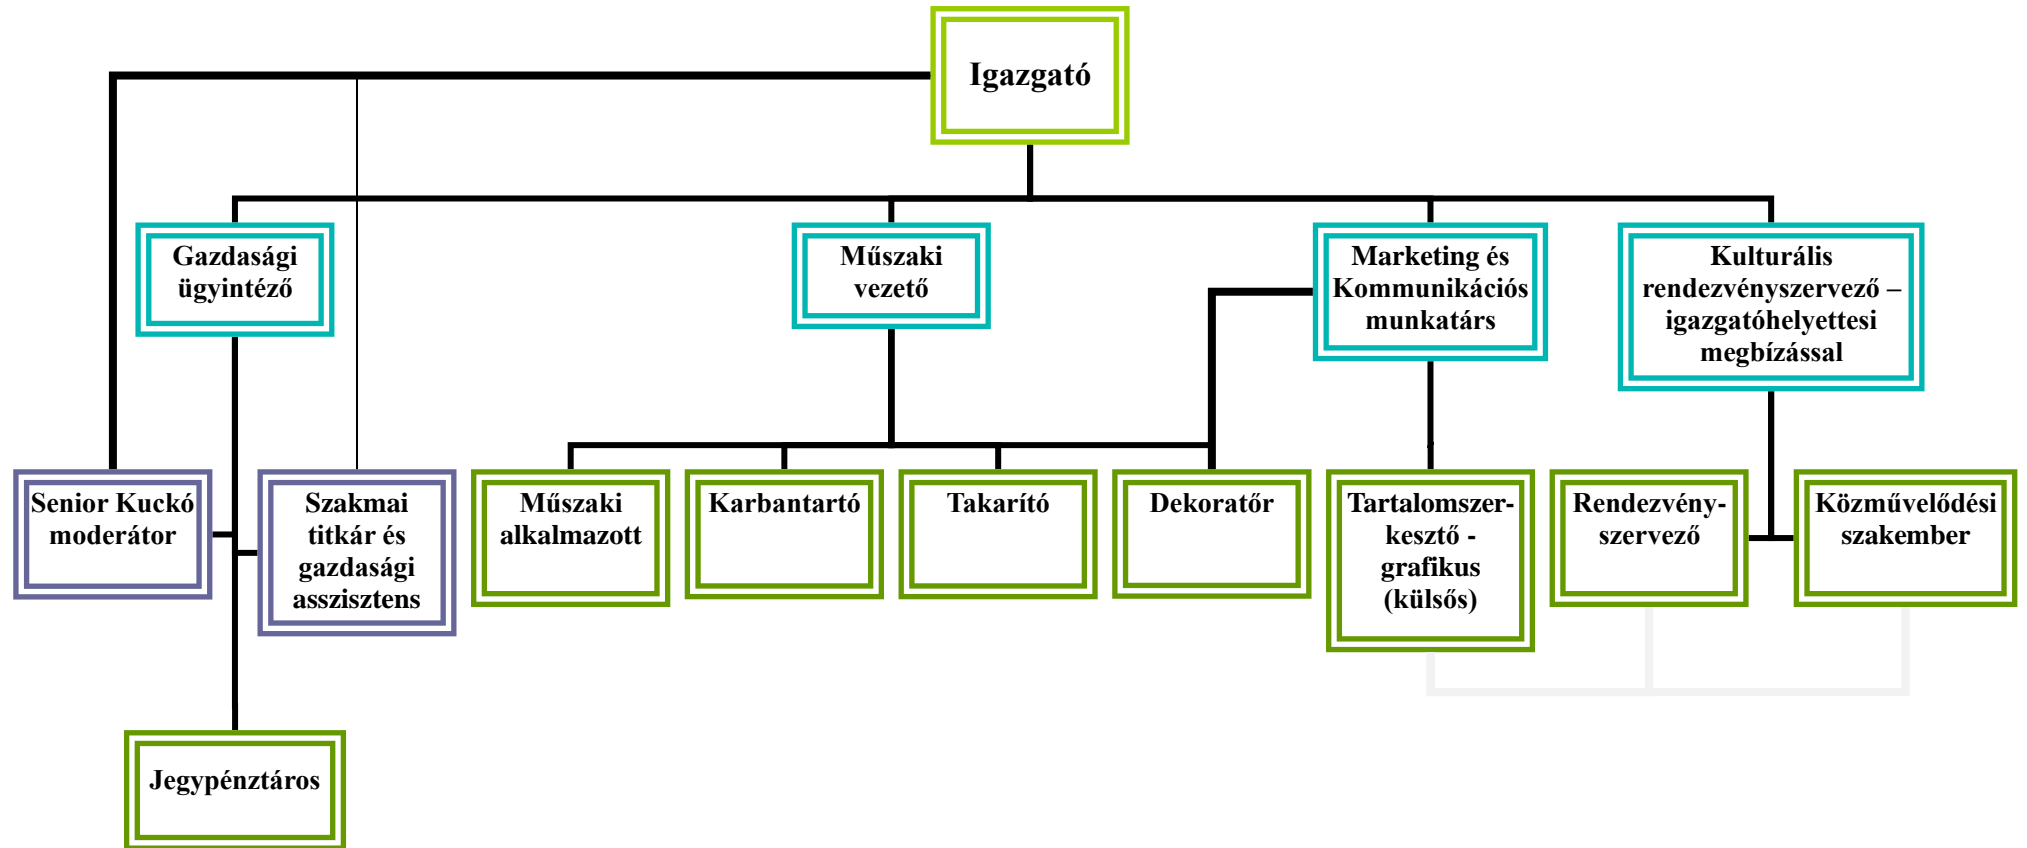 Igazgató
Gazdasági
ügyintéző
Műszaki
vezető
Marketing és
Kommunikációs
munkatárs
Kulturális
rendezvényszervező –
igazgatóhelyettesi
megbízással
Senior Kuckó
moderátor
Szakmai
titkár és
gazdasági
asszisztens
Műszaki
alkalmazott
Karbantartó
Takarító
Dekoratőr
Tartalomszer-
kesztő -
grafikus
(külsős)
Rendezvény-
szervező
Közművelődési
szakember
Jegypénztáros